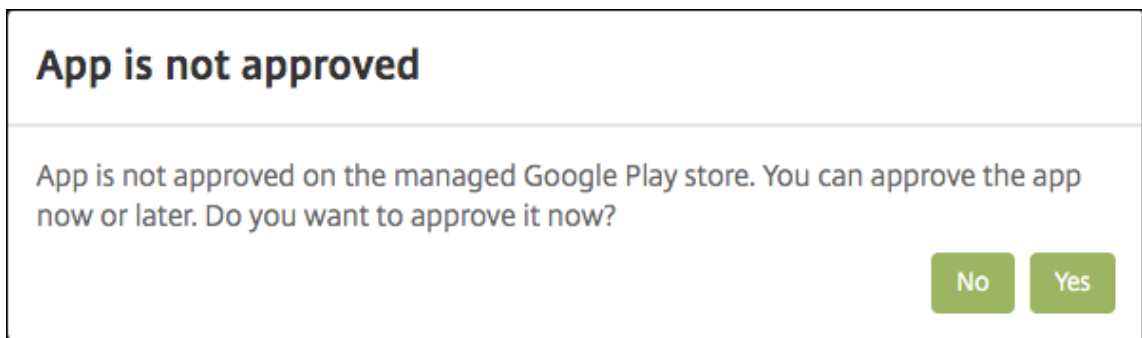 App is not approved
App is not approved on the managed Google Play store. You can approve the app
now or later. Do you want to approve it now?
No Yes